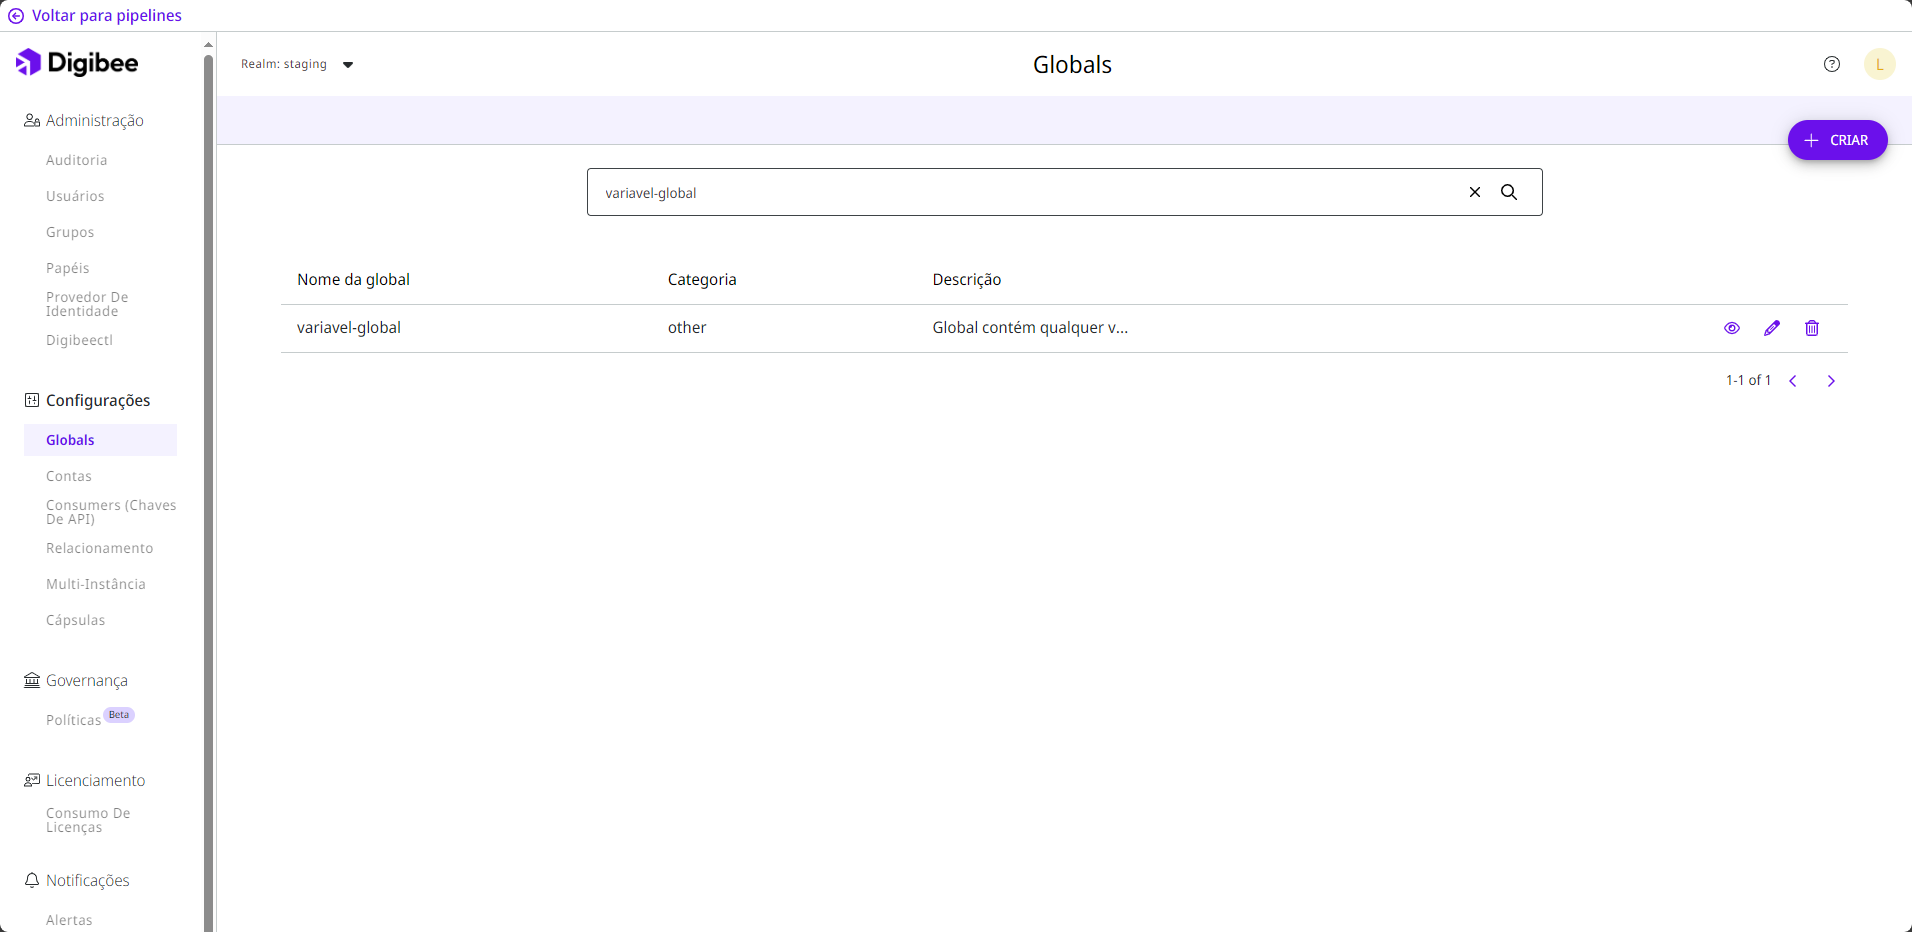 Voltar para pipelines
Digibee
Realm: staging
Globals
L
Administração
Auditoria
Usuários
Grupos
Papéis
Provedor De
Identidade
Digibeectl
Configurações
Globals
Contas
Consumers (Chaves
De API)
Relacionamento
Multi-Instância
Cápsulas
Governança
Políticas Beta
Licenciamento
Consumo De
Licenças
Notificações
Alertas
CRIAR
variavel-global
Nome da global Categoria Descrição
variavel-global other Global contém qualquer v...
1-1 of 1